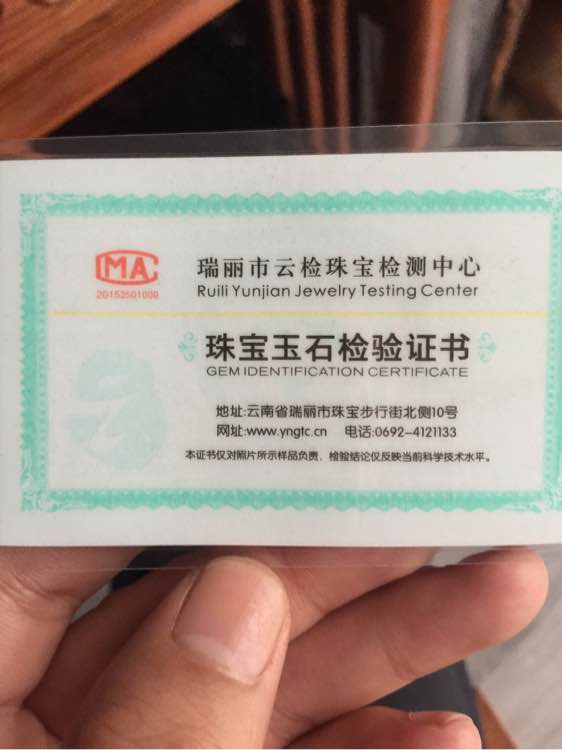 CMA
瑞丽市云检珠宝检测中心
20152501009
Ruili Yunjian Jewelry Testing Center
珠宝玉石检验证书
GEM IDENTIFICATION CERTIFICATE
地址:云南省瑞丽市珠宝步行街北侧10号
网址:www.yngtc.cn 电话:0692-4121133
本证书仅对照片所示样品负责，检验结论仅反映当前科学技术水平。